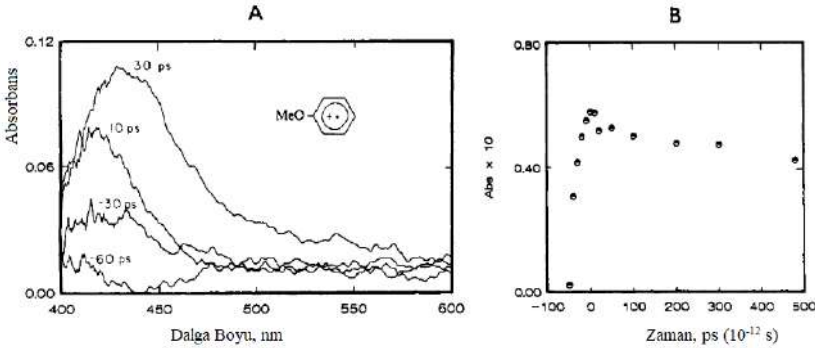 A
B
0.12
0.06
0.00
Absorbans
30 ps
10 ps
-30 ps
-60 ps
MeO
++
400
450
500
550
600
Dalga Boyu, nm
0.80
0.40
0.00
Abs × 10
-100
0
100
200
300
400
500
Zaman, ps (10⁻¹² s)